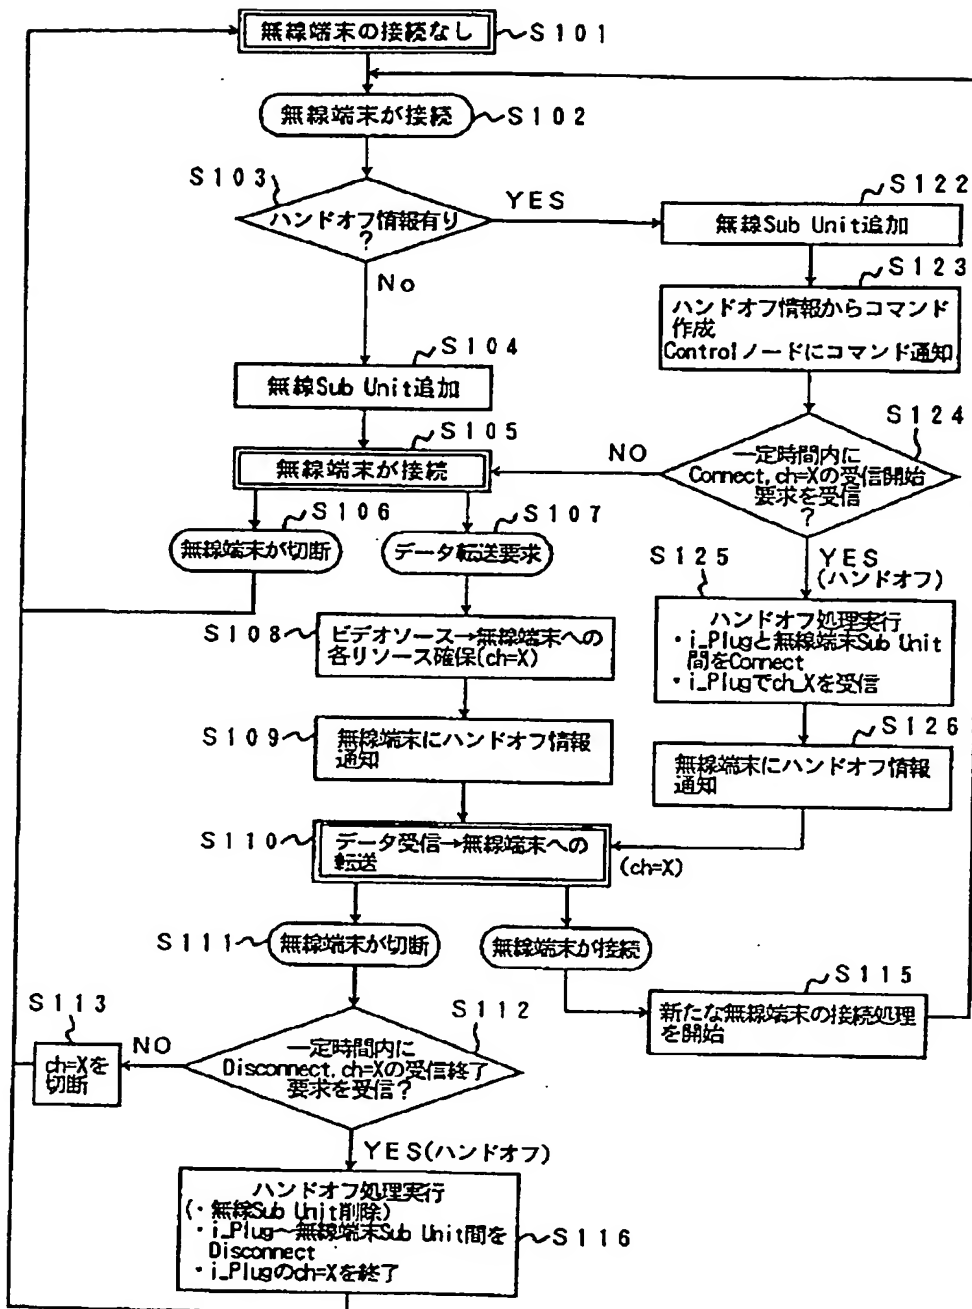 無線端末の接続なし
S101
無線端末が接続
S102
S103
ハンドオフ情報有り
?
YES
No
S122
無線Sub Unit追加
S123
ハンドオフ情報からコマンド
作成
Controlノードにコマンド通知
S104
無線Sub Unit追加
S105
無線端末が接続
S124
一定時間内に
Connect, ch=Xの受信開始
要求を受信
?
NO
YES
(ハンドオフ)
S106
無線端末が切断
S107
データ転送要求
S125
ハンドオフ処理実行
・i_Plugと無線端末Sub Unit
間をConnect
・i_Plugでch_Xを受信
S108
ビデオソース→無線端末への
各リソース確保(ch=X)
S109
無線端末にハンドオフ情報
通知
S126
無線端末にハンドオフ情報
通知
S110
データ受信→無線端末への
転送
(ch=X)
S111
無線端末が切断
無線端末が接続
S115
新たな無線端末の接続処理
を開始
S112
一定時間内に
Disconnect, ch=Xの受信終了
要求を受信?
NO
S113
ch=Xを
切断
YES(ハンドオフ)
ハンドオフ処理実行
(・無線Sub Unit削除)
・i_Plug~無線端末Sub Unit間を
Disconnect
・i_Plugのch=Xを終了
S116